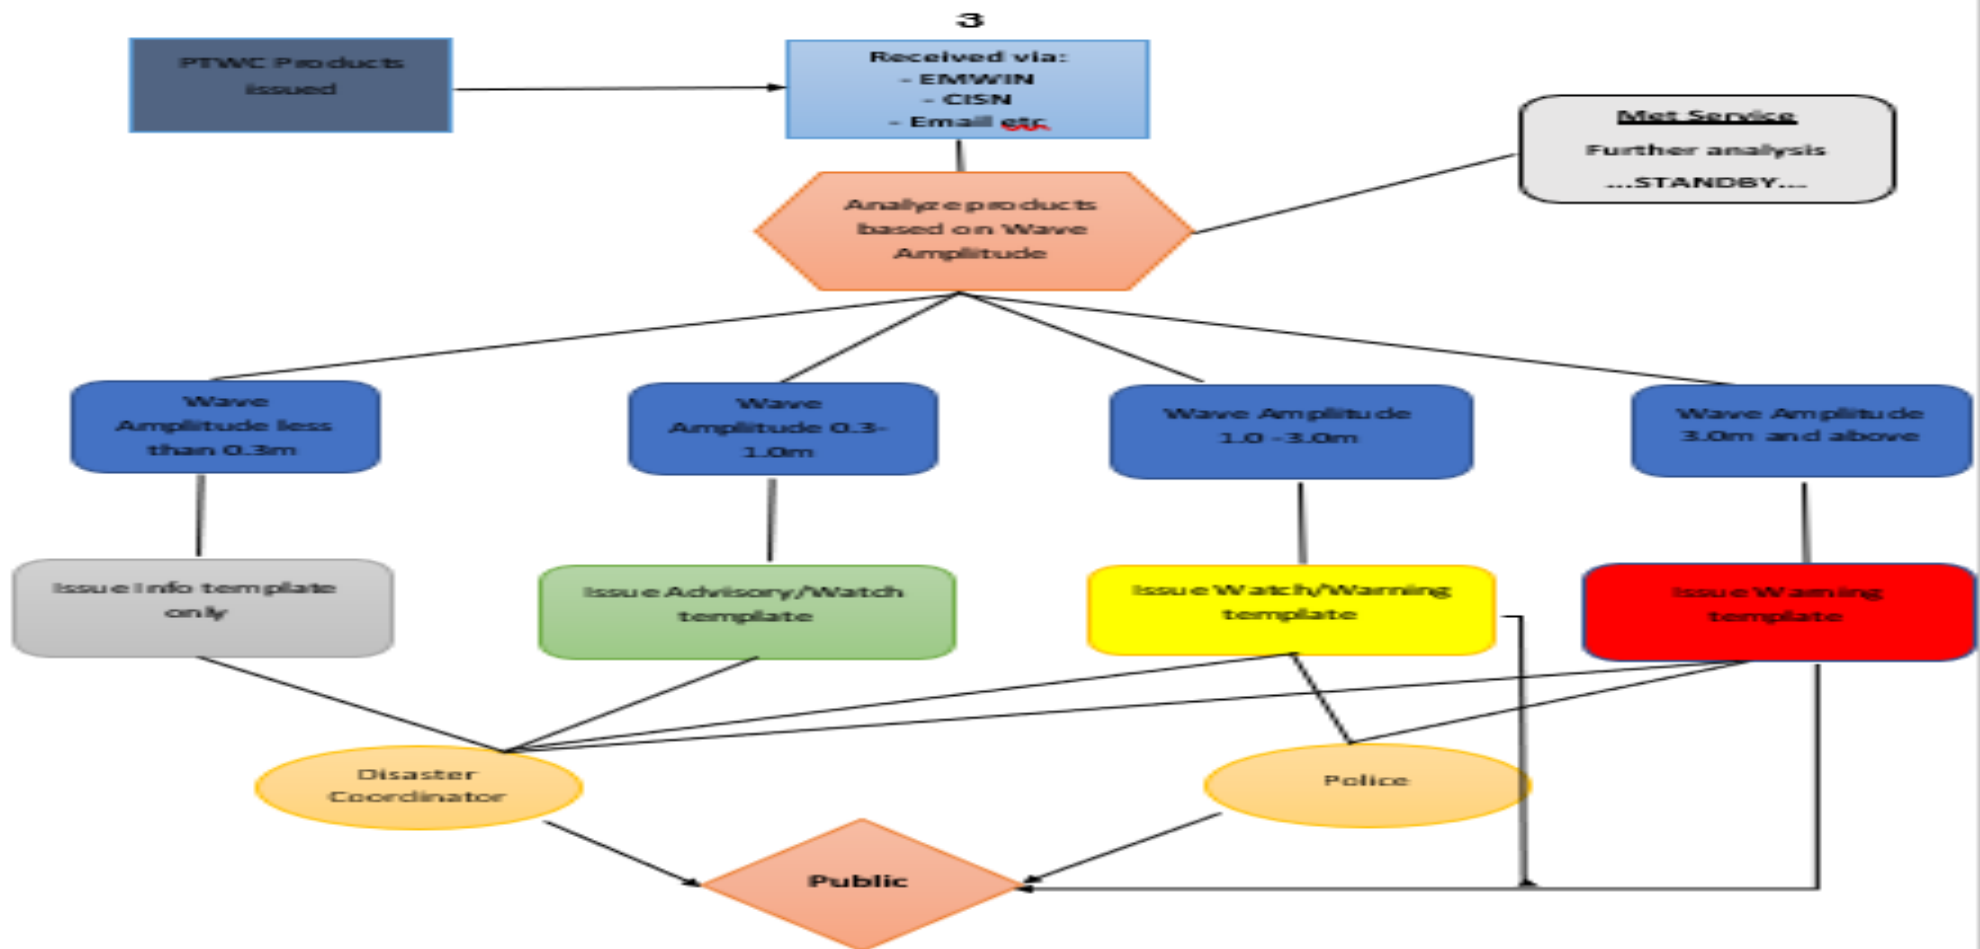 3
PTWC Products
issued
Received via:
- EMWIN
- CISN
- Email etc
Met Service
Further analysis
...STANDBY...
Analyze products
based on Wave
Amplitude
Wave
Amplitude less
than 0.3m
Wave
Amplitude 0.3-
1.0m
Wave Amplitude
1.0 -3.0m
Wave Amplitude
3.0m and above
Issue Info template
only
Issue Advisory/Watch
template
Issue Watch/Warning
template
Issue Warning
template
Disaster
Coordinator
Police
Public